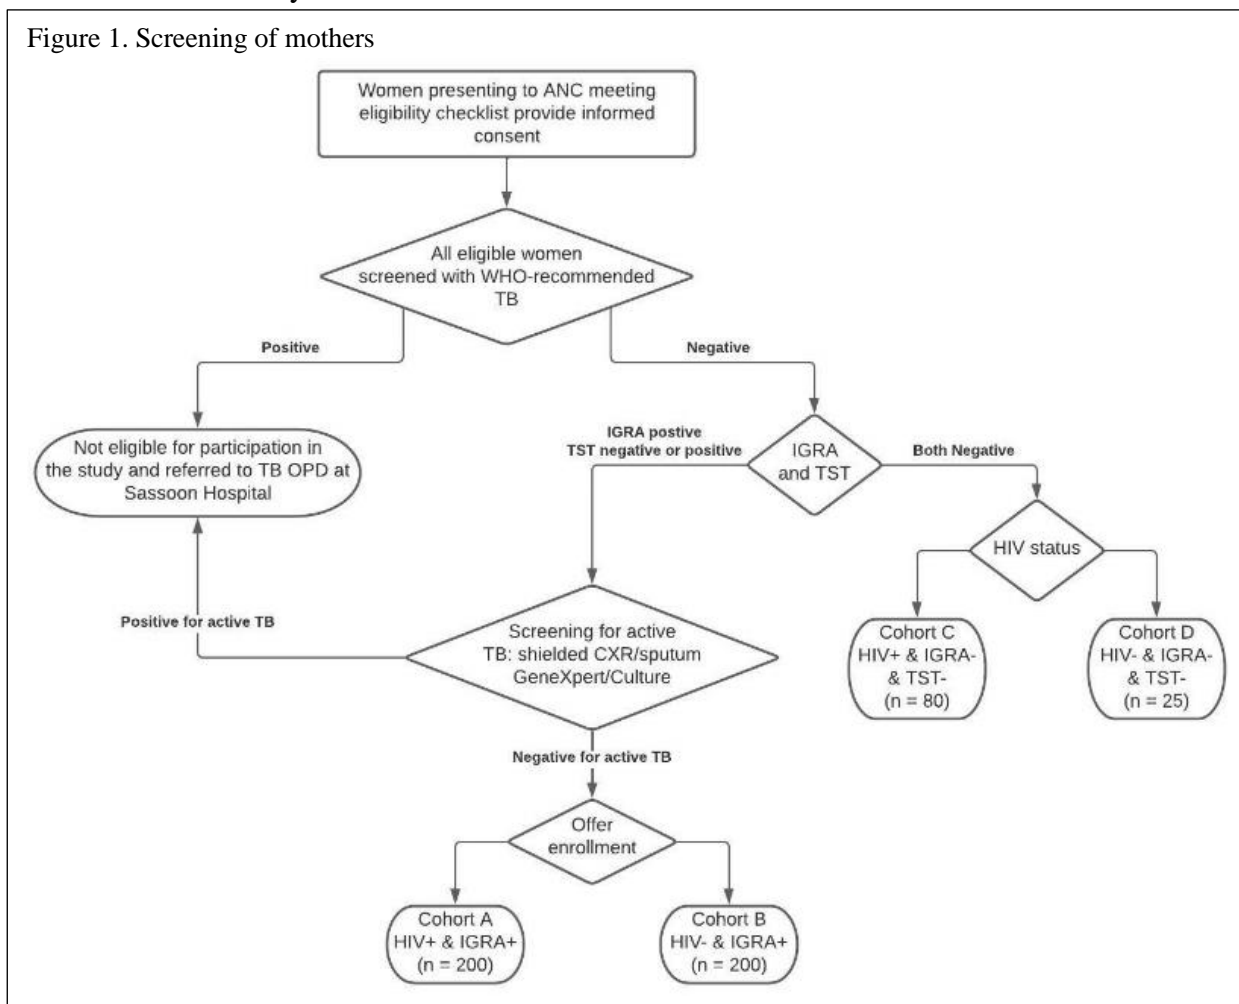 Figure 1. Screening of mothers
Women presenting to ANC meeting
eligibility checklist provide informed
consent
All eligible women
screened with WHO-recommended
TB
Positive
Negative
Not eligible for participation in
the study and referred to TB OPD at
Sassoon Hospital
IGRA postive
TST negative or positive
IGRA
and TST
Both Negative
HIV status
Positive for active TB
Screening for active
TB: shielded CXR/sputum
GeneXpert/Culture
Cohort C
HIV+ & IGRA-
& TST-
(n = 80)
Cohort D
HIV- & IGRA-
& TST-
(n = 25)
Negative for active TB
Offer
enrollment
Cohort A
HIV+ & IGRA+
(n = 200)
Cohort B
HIV- & IGRA+
(n = 200)